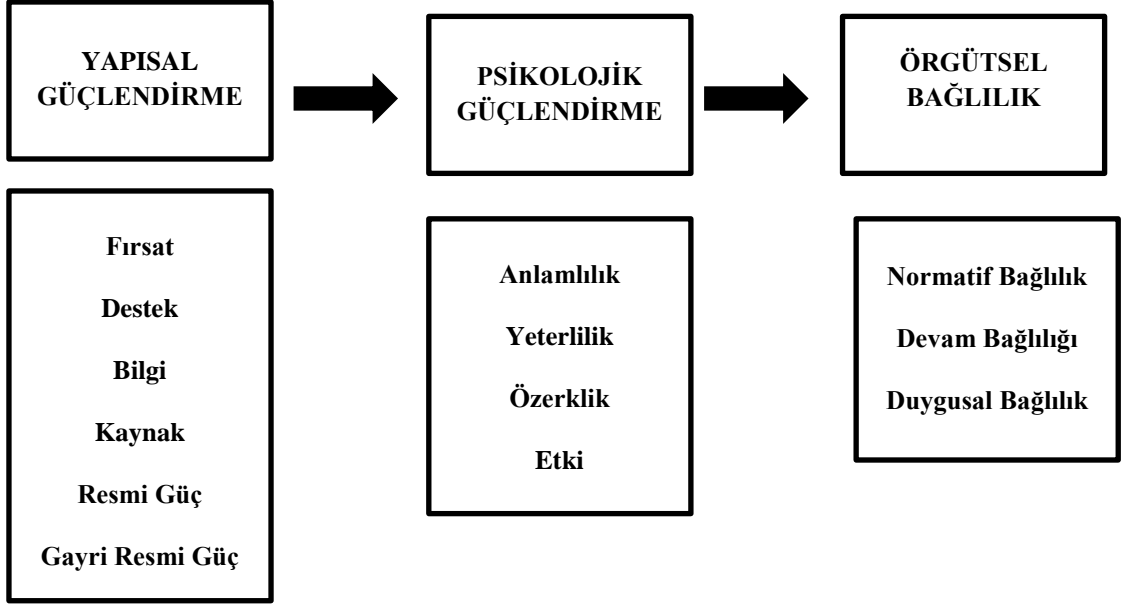 YAPISAL
GÜÇLENDİRME
PSİKOLOJİK
GÜÇLENDİRME
ÖRGÜTSEL
BAĞLILIK
Fırsat
Destek
Bilgi
Kaynak
Resmi Güç
Gayri Resmi Güç
Anlamlılık
Yeterlilik
Özerklik
Etki
Normatif Bağlılık
Devam Bağlılığı
Duygusal Bağlılık